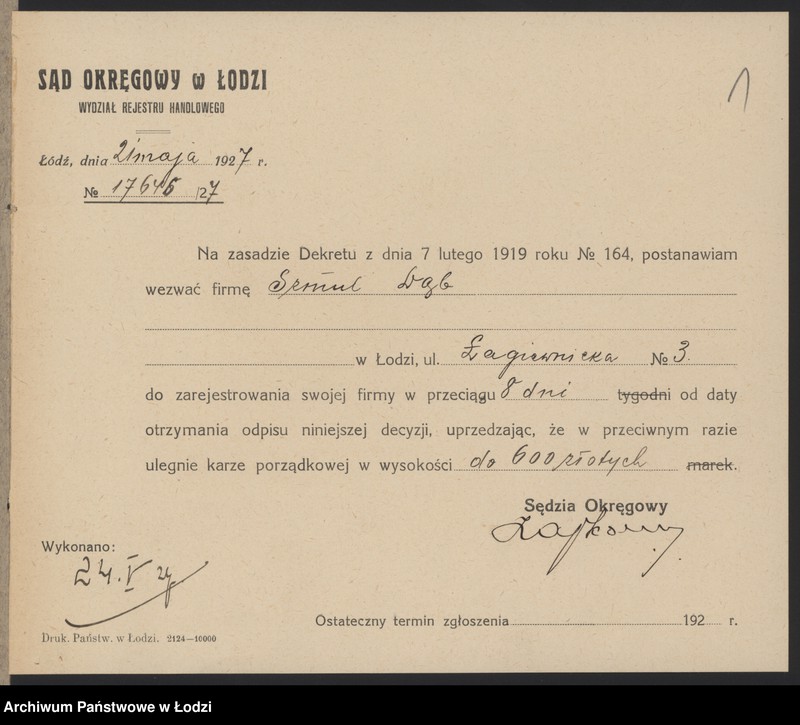 SĄD OKRĘGOWY w ŁODZI
WYDZIAŁ REJESTRU HANDLOWEGO
1
Łódź, dnia 21 maja 1927 r.
№ 17645 /27
Na zasadzie Dekretu z dnia 7 lutego 1919 roku № 164, postanawiam
wezwać firmę Szmul Dąb
w Łodzi, ul. Łagiewnicka № 3.
do zarejestrowania swojej firmy w przeciągu 8 dni tygodni od daty
otrzymania odpisu niniejszej decyzji, uprzedzając, że w przeciwnym razie
ulegnie karze porządkowej w wysokości do 600 złotych marek.
Sędzia Okręgowy
Wykonano:
24.V 27
Ostateczny termin zgłoszenia 192 r.
Druk. Państw. w Łodzi. 2124—10000
Archiwum Państwowe w Łodzi